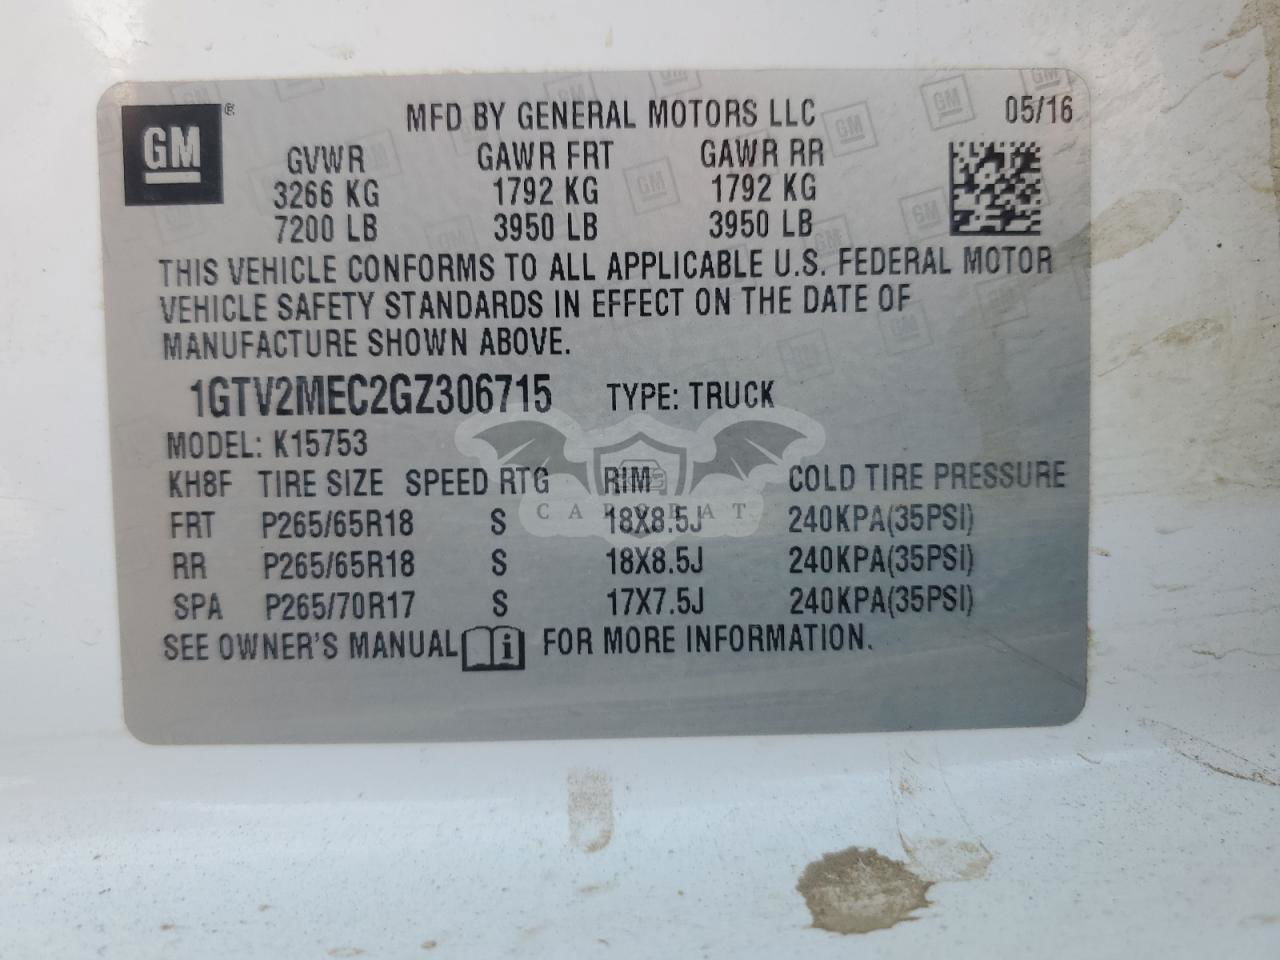 GM ®
MFD BY GENERAL MOTORS LLC 05/16
GVWR GAWR FRT GAWR RR
3266 KG 1792 KG 1792 KG
7200 LB 3950 LB 3950 LB
THIS VEHICLE CONFORMS TO ALL APPLICABLE U.S. FEDERAL MOTOR
VEHICLE SAFETY STANDARDS IN EFFECT ON THE DATE OF
MANUFACTURE SHOWN ABOVE.
1GTV2MEC2GZ306715 TYPE: TRUCK
MODEL: K15753
KH8F TIRE SIZE SPEED RTG RIM COLD TIRE PRESSURE
FRT P265/65R18 S 18X8.5J 240KPA(35PSI)
RR P265/65R18 S 18X8.5J 240KPA(35PSI)
SPA P265/70R17 S 17X7.5J 240KPA(35PSI)
SEE OWNER'S MANUAL i FOR MORE INFORMATION.